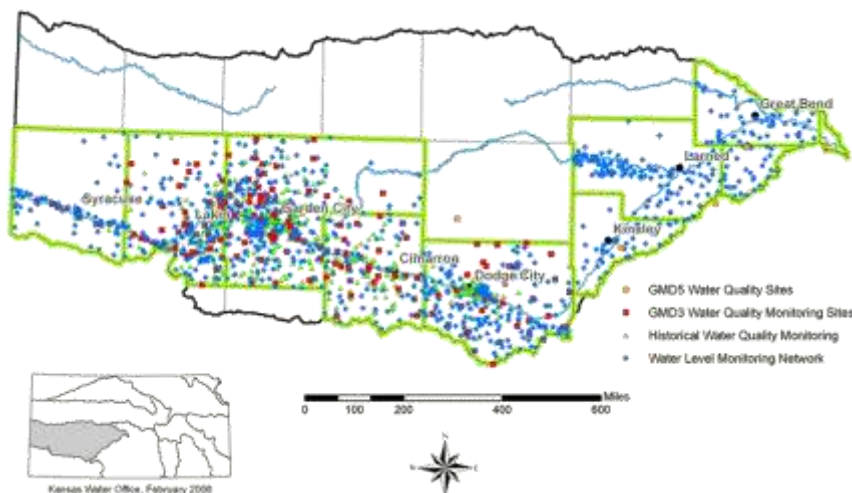 Great Bend
Larned
Syracuse
Lakin
Garden City
Kinsley
Cimarron
Dodge City
GMD5 Water Quality Sites
GMD3 Water Quality Monitoring Sites
Historical Water Quality Monitoring
Water Level Monitoring Network
Miles
0 100 200 400 600
N
S
Kansas Water Office, February 2008